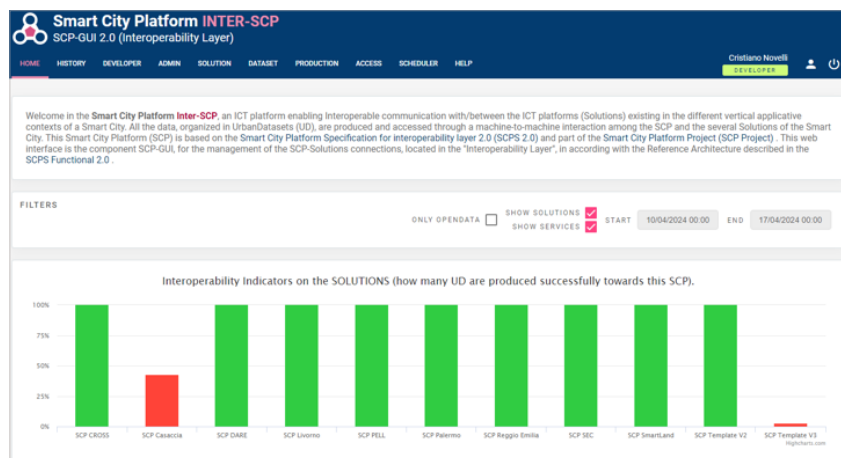 Smart City Platform INTER-SCP
SCP-GUI 2.0 (Interoperability Layer)
HOME HISTORY DEVELOPER ADMIN SOLUTION DATASET PRODUCTION ACCESS SCHEDULER HELP
Cristiano Novelli
DEVELOPER
Welcome in the Smart City Platform Inter-SCP, an ICT platform enabling Interoperable communication with/between the ICT platforms (Solutions) existing in the different vertical applicative
contexts of a Smart City. All the data, organized in UrbanDatasets (UD), are produced and accessed through a machine-to-machine interaction among the SCP and the several Solutions of the Smart
City. This Smart City Platform (SCP) is based on the Smart City Platform Specification for interoperability layer 2.0 (SCPS 2.0) and part of the Smart City Platform Project (SCP Project) . This web
interface is the component SCP-GUI, for the management of the SCP-Solutions connections, located in the "Interoperability Layer", in according with the Reference Architecture described in the
SCPS Functional 2.0 .
FILTERS
ONLY OPENDATA
SHOW SOLUTIONS
SHOW SERVICES
START 10/04/2024 00:00 END 17/04/2024 00:00
Interoperability Indicators on the SOLUTIONS (how many UD are produced successfully towards this SCP).
100%
75%
50%
25%
0%
SCP CROSS SCP Casaccia SCP DARE SCP Livorno SCP PELL SCP Palermo SCP Reggio Emilia SCP SEC SCP SmartLand SCP Template V2 SCP Template V3
Highcharts.com